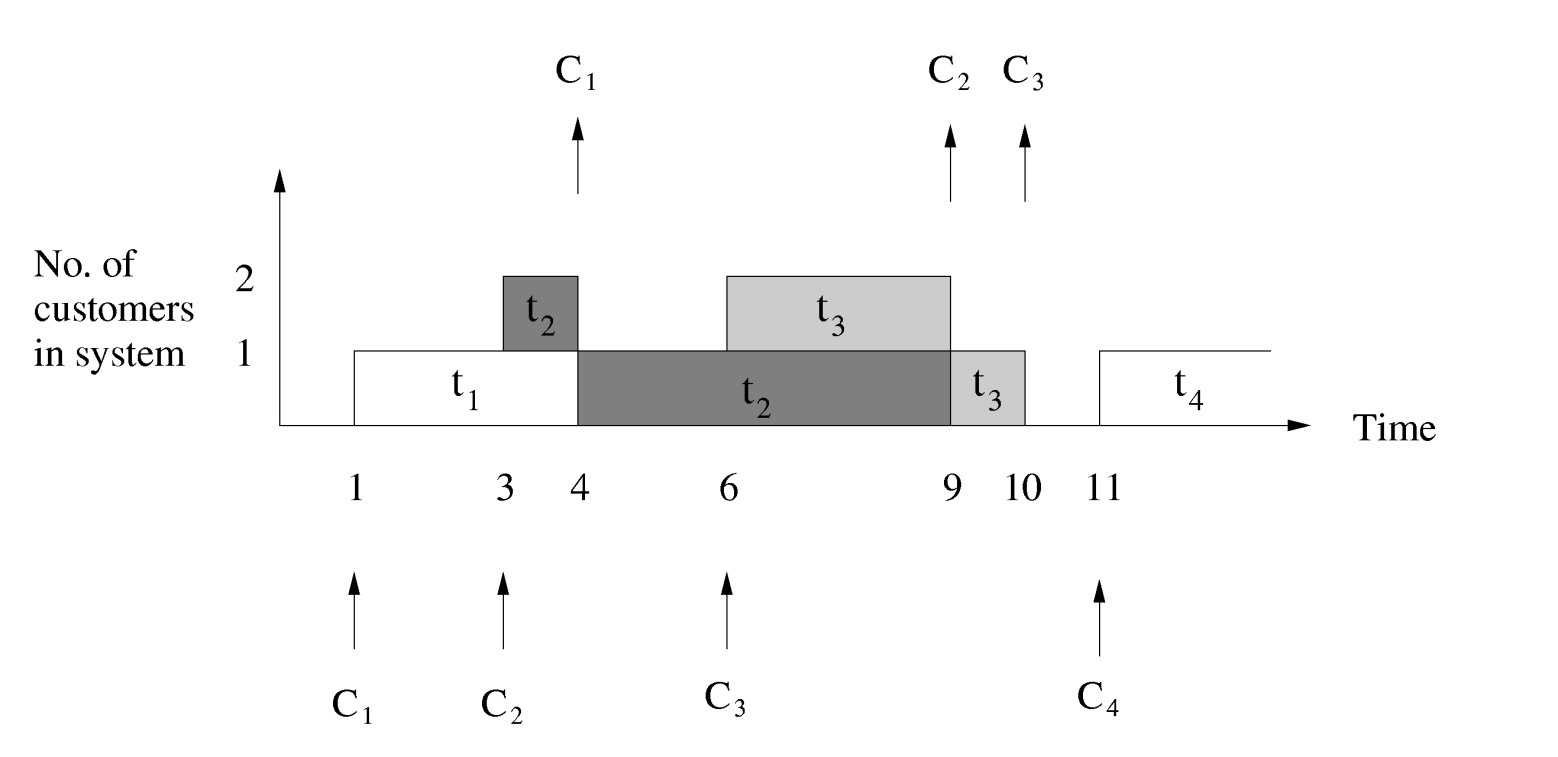 C1 C2 C3
No. of
customers
in system
2
1
t2 t3
t1 t2 t3 t4
Time
1 3 4 6 9 10 11
C1 C2 C3 C4